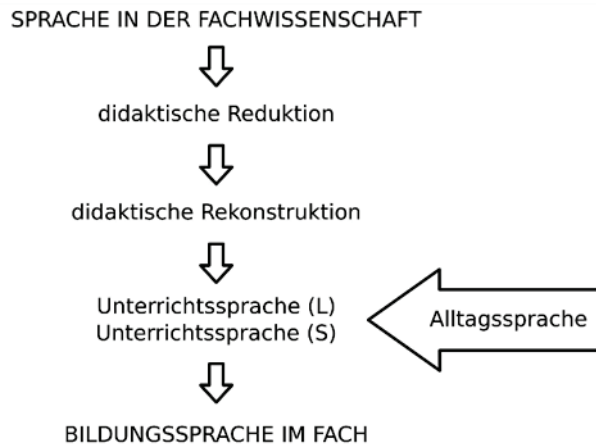 SPRACHE IN DER FACHWISSENSCHAFT
didaktische Reduktion
didaktische Rekonstruktion
Unterrichtssprache (L)
Unterrichtssprache (S)
Alltagssprache
BILDUNGSSPRACHE IM FACH